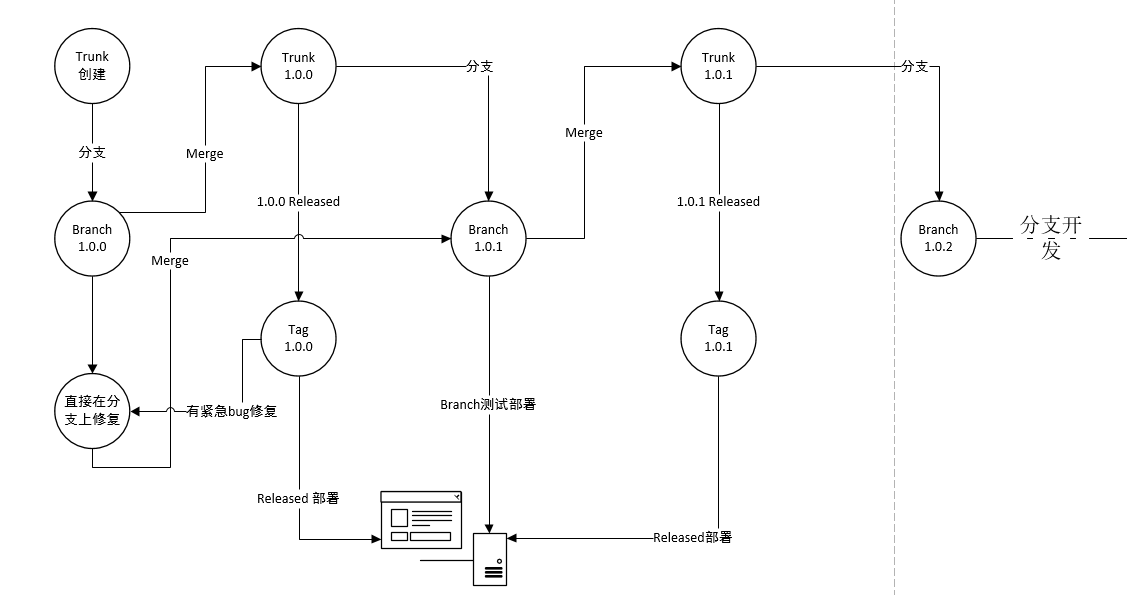 Trunk
创建
Trunk
1.0.0
分支
Trunk
1.0.1
分支
Merge
分支
Merge
1.0.0 Released
1.0.1 Released
Branch
1.0.0
Branch
1.0.1
Branch
1.0.2
分支开
发
Merge
Tag
1.0.0
Tag
1.0.1
直接在分
支上修复
有紧急bug修复
Branch测试部署
Released 部署
Released部署